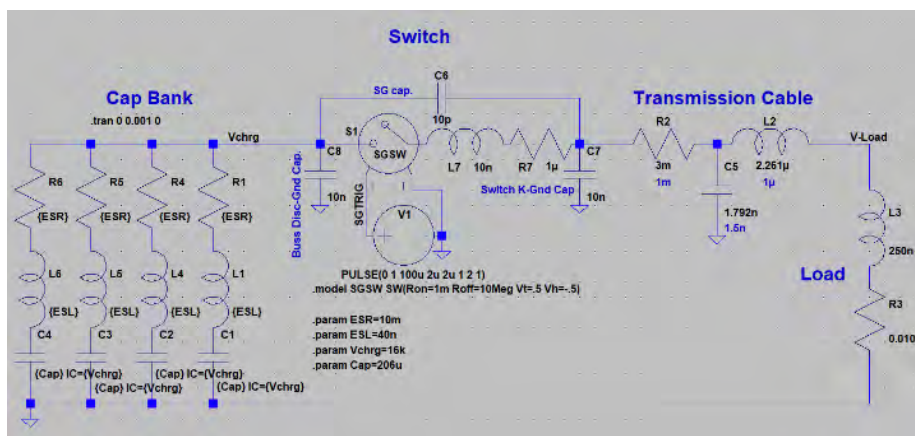 Switch
Cap Bank
.tran 0 0.001 0
Vchrg
SG cap.
C6
10p
Transmission Cable
S1
SGSW
C8
10n
Buss Disc-Gnd Cap.
L7
10n
R7
1µ
C7
10n
Switch K-Gnd Cap
R2
3m
1m
C5
1.792n
1.5n
L2
2.261µ
1µ
V-Load
L3
250n
Load
R3
0.010
R6
{ESR}
R5
{ESR}
R4
{ESR}
R1
{ESR}
L6
{ESL}
L5
{ESL}
L4
{ESL}
L1
{ESL}
C4
{Cap} IC={Vchrg}
C3
{Cap} IC={Vchrg}
C2
{Cap} IC={Vchrg}
C1
{Cap} IC={Vchrg}
SGTRIG
V1
PULSE(0 1 100u 2u 2u 1 2 1)
.model SGSW SW(Ron=1m Roff=10Meg Vt=.5 Vh=-.5)
.param ESR=10m
.param ESL=40n
.param Vchrg=16k
.param Cap=206u